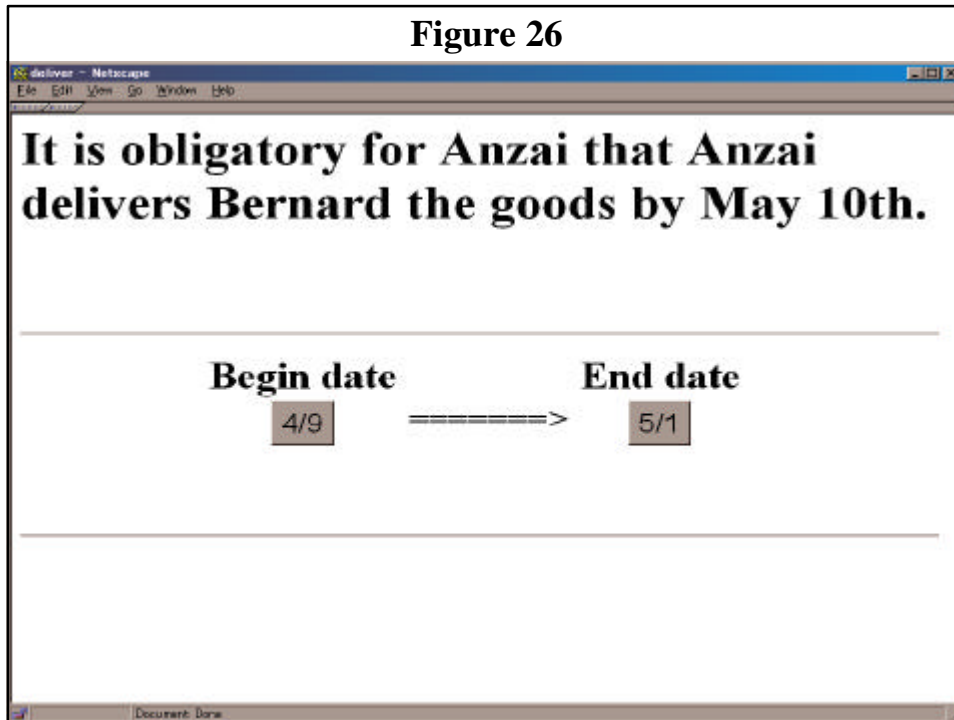 Figure 26
deliver - Netscape
File Edit View Go Window Help
It is obligatory for Anzai that Anzai
delivers Bernard the goods by May 10th.
Begin date End date
4/9 =======> 5/1
Document: Done